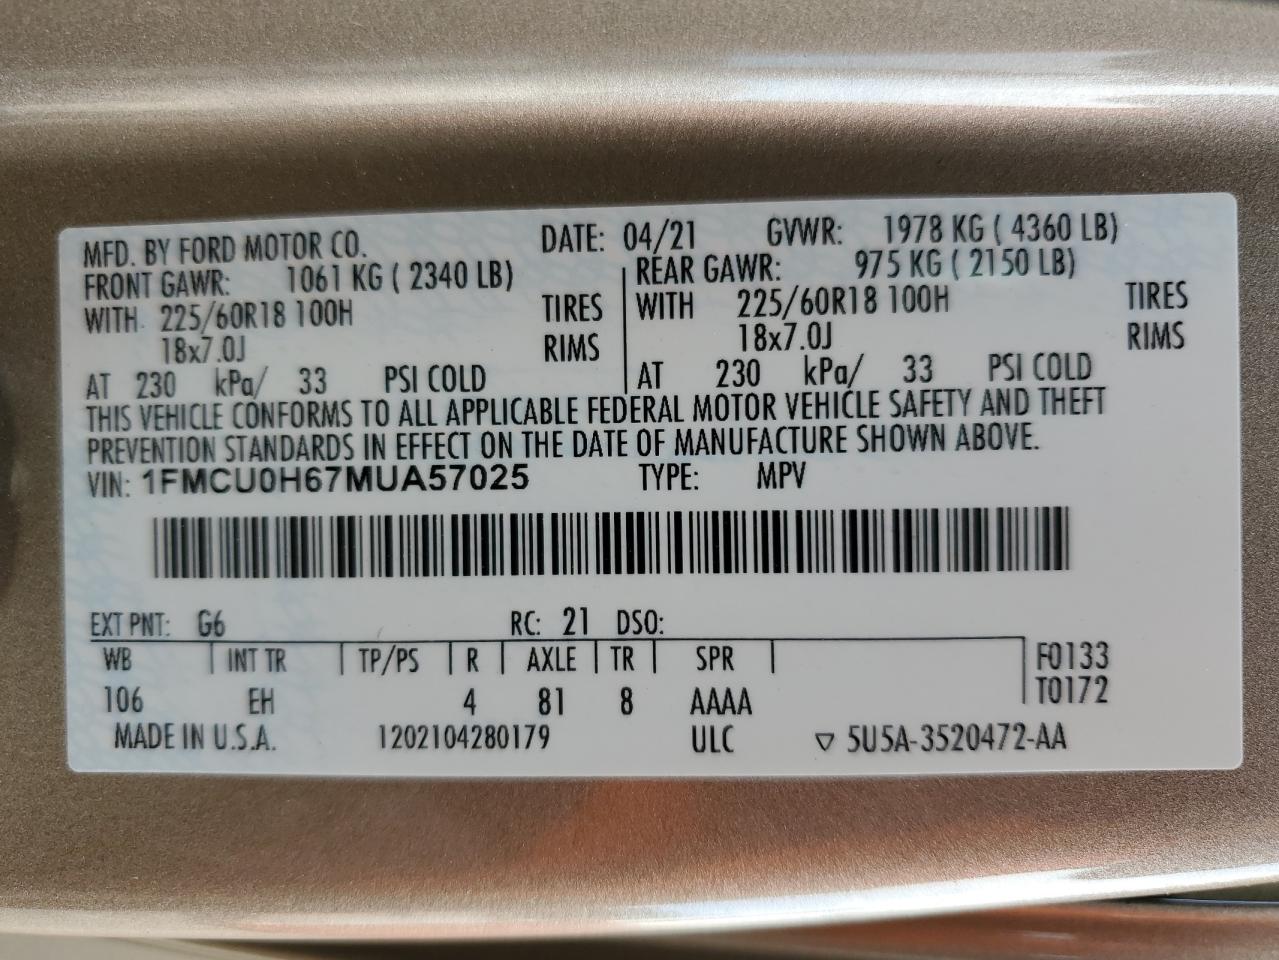 MFD. BY FORD MOTOR CO. DATE: 04/21 GVWR: 1978 KG ( 4360 LB)
FRONT GAWR: 1061 KG ( 2340 LB) REAR GAWR: 975 KG ( 2150 LB)
WITH 225/60R18 100H TIRES WITH 225/60R18 100H TIRES
18x7.0J RIMS 18x7.0J RIMS
AT 230 kPa/ 33 PSI COLD AT 230 kPa/ 33 PSI COLD
THIS VEHICLE CONFORMS TO ALL APPLICABLE FEDERAL MOTOR VEHICLE SAFETY AND THEFT
PREVENTION STANDARDS IN EFFECT ON THE DATE OF MANUFACTURE SHOWN ABOVE.
VIN: 1FMCU0H67MUA57025 TYPE: MPV
EXT PNT: G6 RC: 21 DSO:
WB INT TR TP/PS R AXLE TR SPR F0133
106 EH 4 81 8 AAAA T0172
MADE IN U.S.A. 1202104280179 ULC ▽ 5U5A-3520472-AA